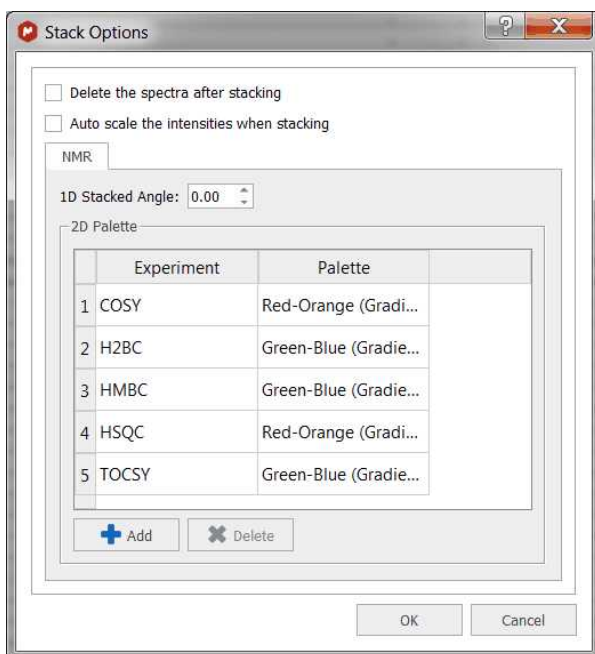 Stack Options
?
X
Delete the spectra after stacking
Auto scale the intensities when stacking
NMR
1D Stacked Angle: 0.00
2D Palette
Experiment Palette
1 COSY Red-Orange (Gradi...
2 H2BC Green-Blue (Gradie...
3 HMBC Green-Blue (Gradie...
4 HSQC Red-Orange (Gradi...
5 TOCSY Green-Blue (Gradie...
Add Delete
OK Cancel